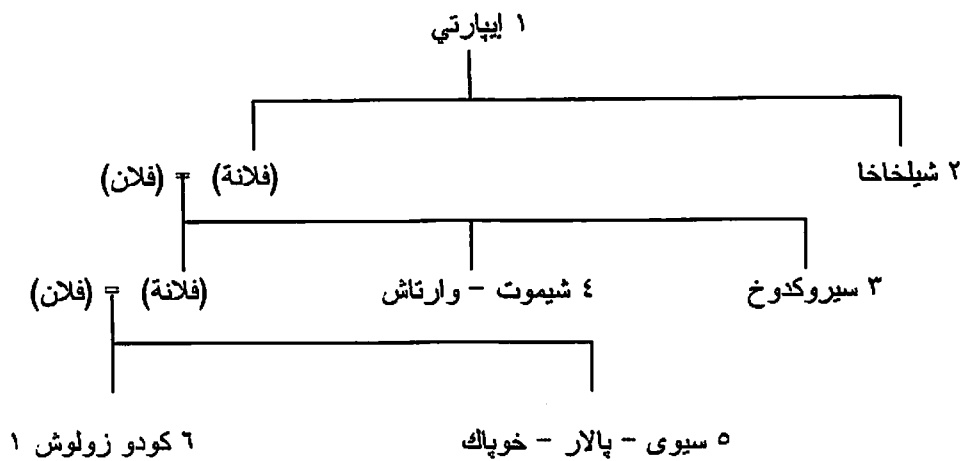 ١ إيپارتي
٢ شيلخاخا
(فلانة) = (فلان)
٣ سيروكدوخ
٤ شيموت - وارتاش
(فلانة) = (فلان)
٥ سيوى - پالار - خوپاك
٦ كودو زولوش ١